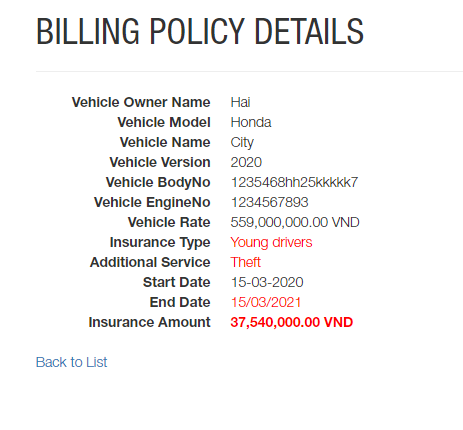 BILLING POLICY DETAILS
Vehicle Owner Name Hai
Vehicle Model Honda
Vehicle Name City
Vehicle Version 2020
Vehicle BodyNo 1235468hh25kkkkk7
Vehicle EngineNo 1234567893
Vehicle Rate 559,000,000.00 VND
Insurance Type Young drivers
Additional Service Theft
Start Date 15-03-2020
End Date 15/03/2021
Insurance Amount 37,540,000.00 VND
Back to List